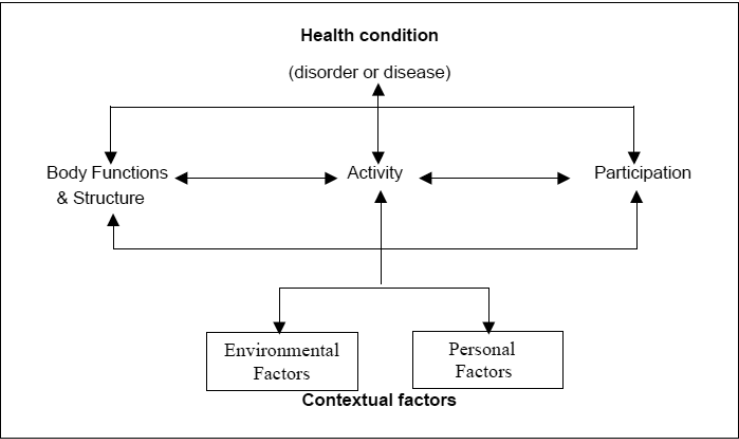 Health condition
(disorder or disease)
Body Functions
& Structure
Activity
Participation
Environmental
Factors
Personal
Factors
Contextual factors